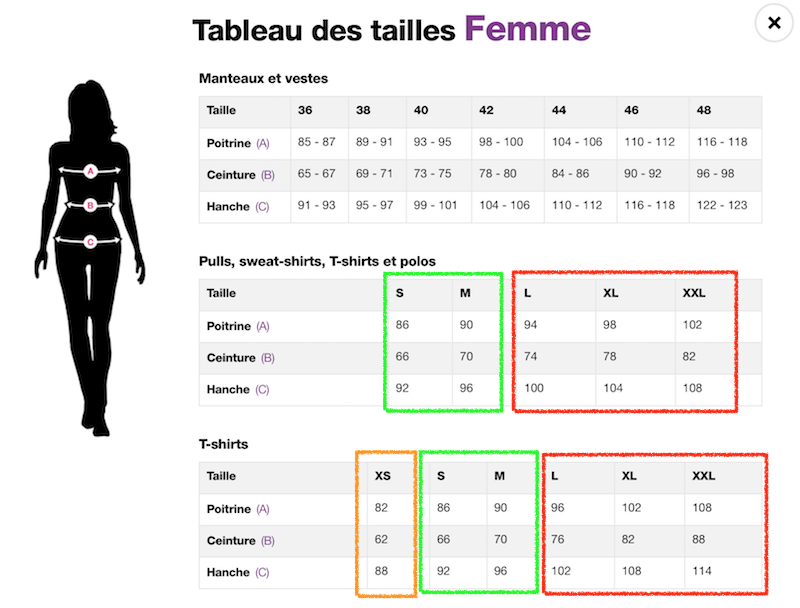 Tableau des tailles Femme
×
Manteaux et vestes
Taille 36 38 40 42 44 46 48
Poitrine (A) 85 - 87 89 - 91 93 - 95 98 - 100 104 - 106 110 - 112 116 - 118
Ceinture (B) 65 - 67 69 - 71 73 - 75 78 - 80 84 - 86 90 - 92 96 - 98
Hanche (C) 91 - 93 95 - 97 99 - 101 104 - 106 110 - 112 116 - 118 122 - 123
A
B
C
Pulls, sweat-shirts, T-shirts et polos
Taille S M L XL XXL
Poitrine (A) 86 90 94 98 102
Ceinture (B) 66 70 74 78 82
Hanche (C) 92 96 100 104 108
T-shirts
Taille XS S M L XL XXL
Poitrine (A) 82 86 90 96 102 108
Ceinture (B) 62 66 70 76 82 88
Hanche (C) 88 92 96 102 108 114